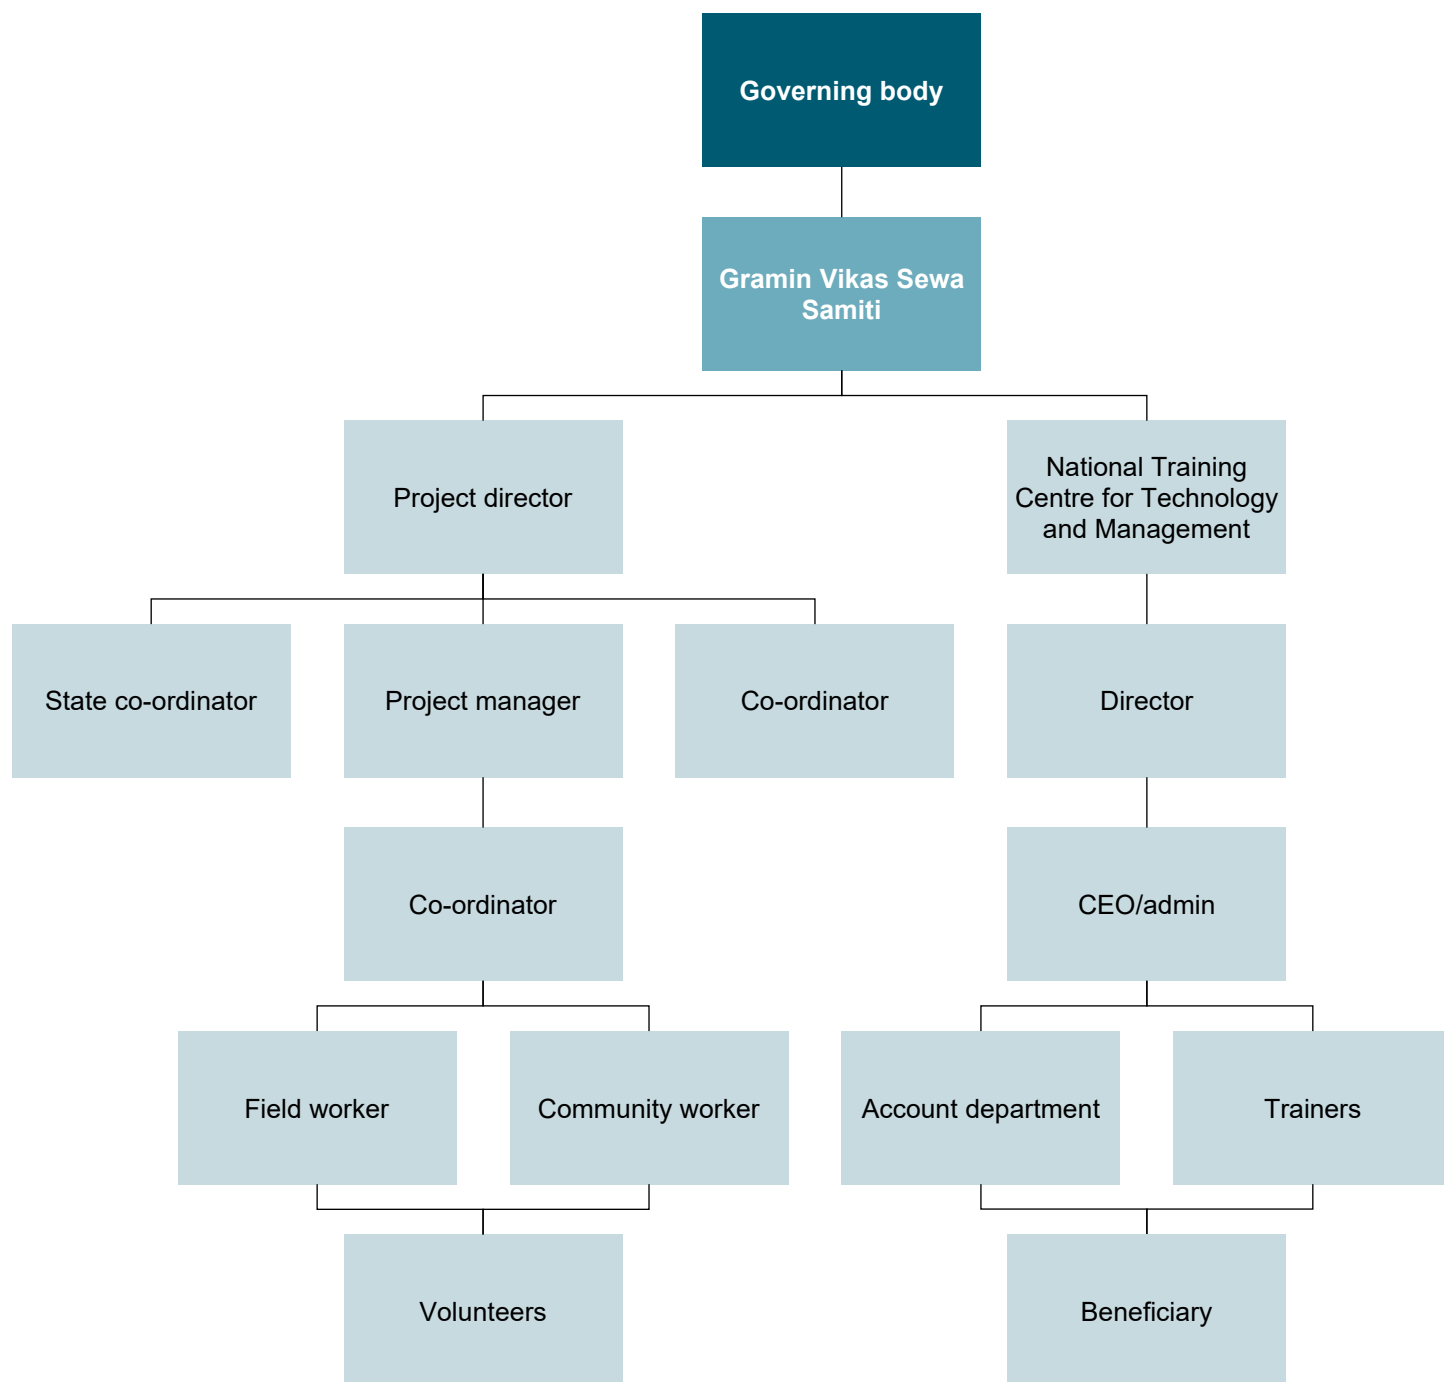 Governing body
Gramin Vikas Sewa
Samiti
Project director
National Training
Centre for Technology
and Management
State co-ordinator
Project manager
Co-ordinator
Director
Co-ordinator
CEO/admin
Field worker
Community worker
Account department
Trainers
Volunteers
Beneficiary